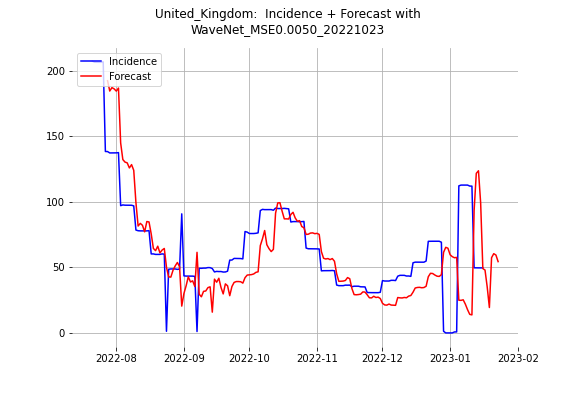 United_Kingdom:  Incidence + Forecast with
WaveNet_MSE0.0050_20221023
Incidence
Forecast
200
150
100
50
0
2022-08 2022-09 2022-10 2022-11 2022-12 2023-01 2023-02